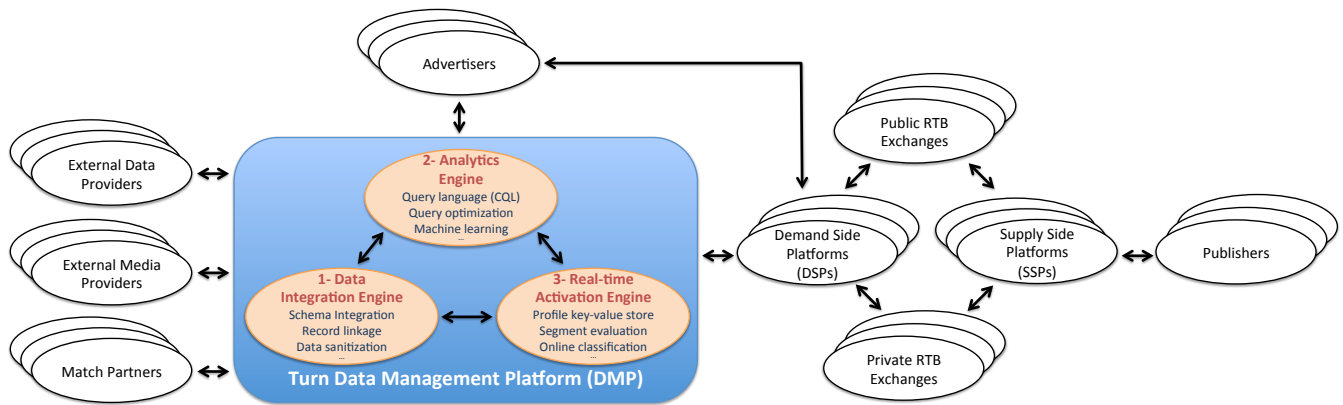 Advertisers
External Data
Providers
External Media
Providers
Match Partners
2- Analytics
Engine
Query language (CQL)
Query optimization
Machine learning
...
1- Data
Integration Engine
Schema Integration
Record linkage
Data sanitization
...
3- Real-time
Activation Engine
Profile key-value store
Segment evaluation
Online classification
...
Turn Data Management Platform (DMP)
Demand Side
Platforms
(DSPs)
Public RTB
Exchanges
Private RTB
Exchanges
Supply Side
Platforms
(SSPs)
Publishers